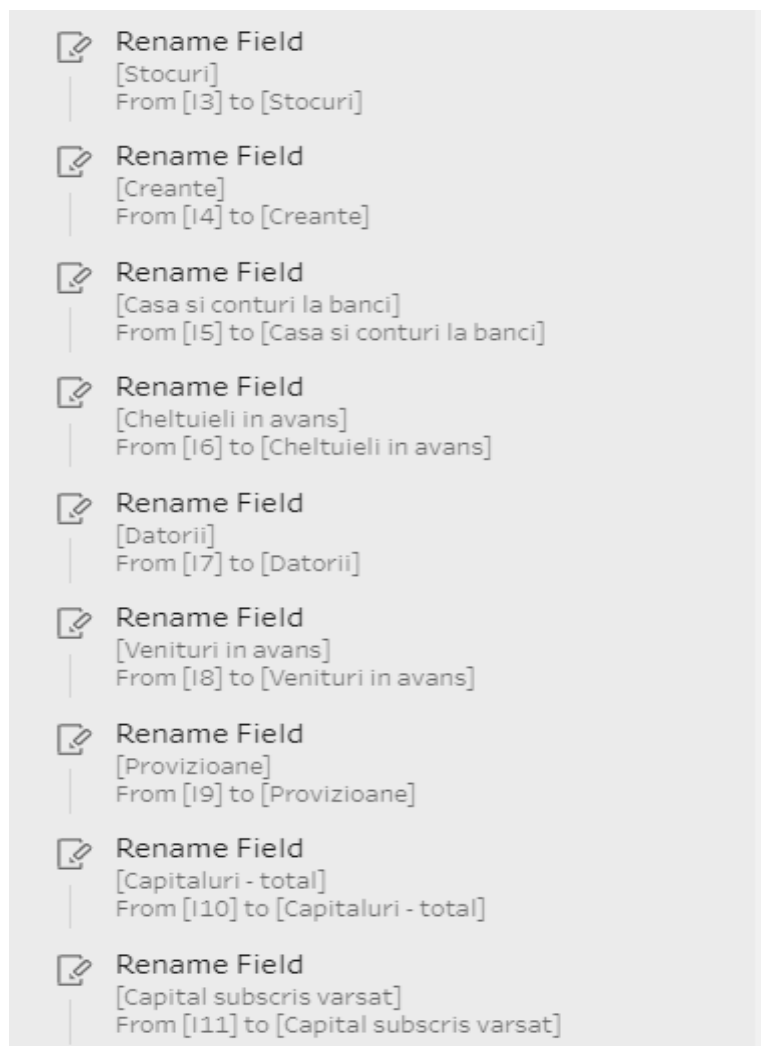 Rename Field
[Stocuri]
From [I3] to [Stocuri]
Rename Field
[Creante]
From [I4] to [Creante]
Rename Field
[Casa si conturi la banci]
From [I5] to [Casa si conturi la banci]
Rename Field
[Cheltuieli in avans]
From [I6] to [Cheltuieli in avans]
Rename Field
[Datorii]
From [I7] to [Datorii]
Rename Field
[Venituri in avans]
From [I8] to [Venituri in avans]
Rename Field
[Provizioane]
From [I9] to [Provizioane]
Rename Field
[Capitaluri - total]
From [I10] to [Capitaluri - total]
Rename Field
[Capital subscris varsat]
From [I11] to [Capital subscris varsat]